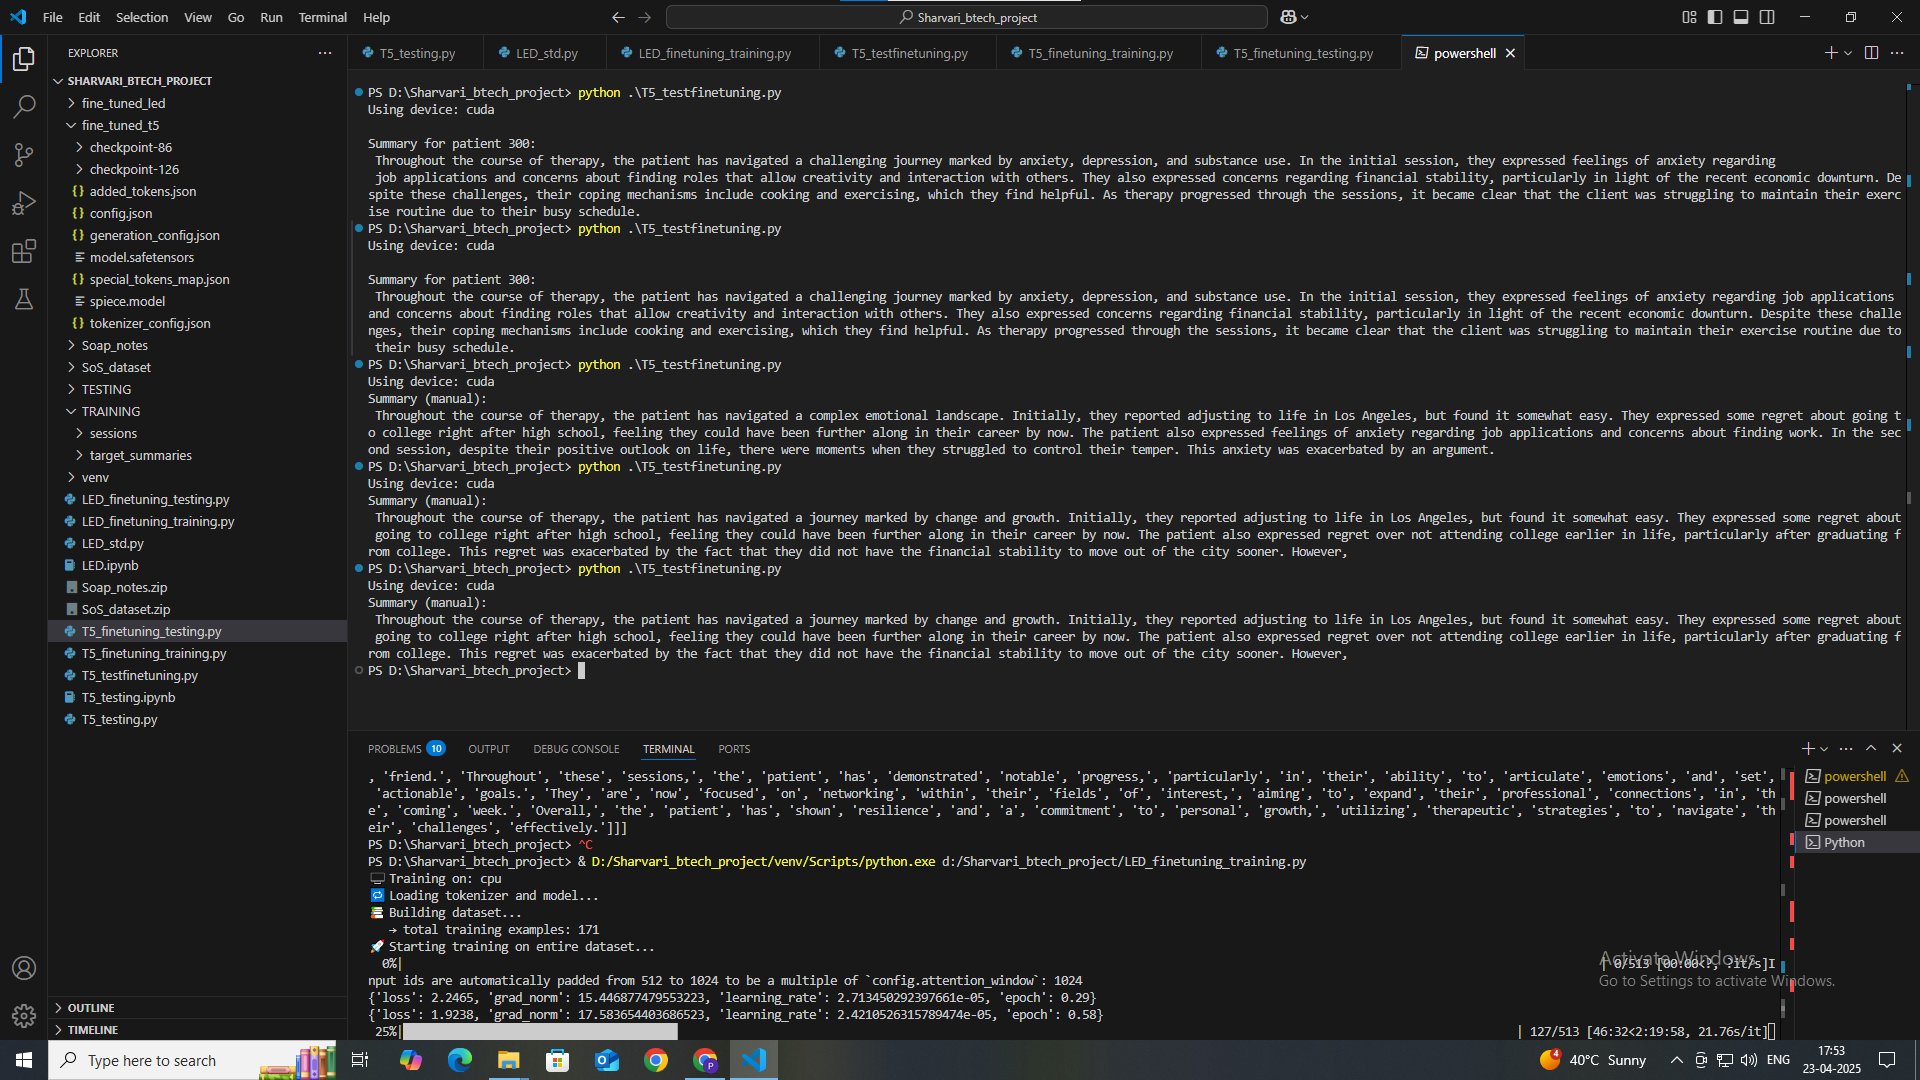 File Edit Selection View Go Run Terminal Help
Sharvari_btech_project
EXPLORER
T5_testing.py LED_std.py LED_finetuning_training.py T5_testfinetuning.py T5_finetuning_training.py T5_finetuning_testing.py powershell
SHARVARI_BTECH_PROJECT
fine_tuned_led
fine_tuned_t5
checkpoint-86
checkpoint-126
added_tokens.json
config.json
generation_config.json
model.safetensors
special_tokens_map.json
spiece.model
tokenizer_config.json
Soap_notes
SoS_dataset
TESTING
TRAINING
sessions
target_summaries
venv
LED_finetuning_testing.py
LED_finetuning_training.py
LED_std.py
LED.ipynb
Soap_notes.zip
SoS_dataset.zip
T5_finetuning_testing.py
T5_finetuning_training.py
T5_testfinetuning.py
T5_testing.ipynb
T5_testing.py
OUTLINE
TIMELINE
PS D:\Sharvari_btech_project> python .\T5_testfinetuning.py
Using device: cuda
Summary for patient 300:
Throughout the course of therapy, the patient has navigated a challenging journey marked by anxiety, depression, and substance use. In the initial session, they expressed feelings of anxiety regarding
job applications and concerns about finding roles that allow creativity and interaction with others. They also expressed concerns regarding financial stability, particularly in light of the recent economic downturn. De
spite these challenges, their coping mechanisms include cooking and exercising, which they find helpful. As therapy progressed through the sessions, it became clear that the client was struggling to maintain their exerc
ise routine due to their busy schedule.
PS D:\Sharvari_btech_project> python .\T5_testfinetuning.py
Using device: cuda
Summary for patient 300:
Throughout the course of therapy, the patient has navigated a challenging journey marked by anxiety, depression, and substance use. In the initial session, they expressed feelings of anxiety regarding job applications
and concerns about finding roles that allow creativity and interaction with others. They also expressed concerns regarding financial stability, particularly in light of the recent economic downturn. Despite these challe
nges, their coping mechanisms include cooking and exercising, which they find helpful. As therapy progressed through the sessions, it became clear that the client was struggling to maintain their exercise routine due to
their busy schedule.
PS D:\Sharvari_btech_project> python .\T5_testfinetuning.py
Using device: cuda
Summary (manual):
Throughout the course of therapy, the patient has navigated a complex emotional landscape. Initially, they reported adjusting to life in Los Angeles, but found it somewhat easy. They expressed some regret about going t
o college right after high school, feeling they could have been further along in their career by now. The patient also expressed feelings of anxiety regarding job applications and concerns about finding work. In the sec
ond session, despite their positive outlook on life, there were moments when they struggled to control their temper. This anxiety was exacerbated by an argument.
PS D:\Sharvari_btech_project> python .\T5_testfinetuning.py
Using device: cuda
Summary (manual):
Throughout the course of therapy, the patient has navigated a journey marked by change and growth. Initially, they reported adjusting to life in Los Angeles, but found it somewhat easy. They expressed some regret about
going to college right after high school, feeling they could have been further along in their career by now. The patient also expressed regret over not attending college earlier in life, particularly after graduating f
rom college. This regret was exacerbated by the fact that they did not have the financial stability to move out of the city sooner. However,
PS D:\Sharvari_btech_project> python .\T5_testfinetuning.py
Using device: cuda
Summary (manual):
Throughout the course of therapy, the patient has navigated a journey marked by change and growth. Initially, they reported adjusting to life in Los Angeles, but found it somewhat easy. They expressed some regret about
going to college right after high school, feeling they could have been further along in their career by now. The patient also expressed regret over not attending college earlier in life, particularly after graduating f
rom college. This regret was exacerbated by the fact that they did not have the financial stability to move out of the city sooner. However,
PS D:\Sharvari_btech_project>
PROBLEMS 10 OUTPUT DEBUG CONSOLE TERMINAL PORTS
, 'friend.', 'Throughout', 'these', 'sessions,', 'the', 'patient', 'has', 'demonstrated', 'notable', 'progress,', 'particularly', 'in', 'their', 'ability', 'to', 'articulate', 'emotions', 'and', 'set',
'actionable', 'goals.', 'They', 'are', 'now', 'focused', 'on', 'networking', 'within', 'their', 'fields', 'of', 'interest,', 'aiming', 'to', 'expand', 'their', 'professional', 'connections', 'in', 'th
e', 'coming', 'week.', 'Overall,', 'the', 'patient', 'has', 'shown', 'resilience', 'and', 'a', 'commitment', 'to', 'personal', 'growth,', 'utilizing', 'therapeutic', 'strategies', 'to', 'navigate', 'th
eir', 'challenges', 'effectively.']]]
PS D:\Sharvari_btech_project> ^C
PS D:\Sharvari_btech_project> & D:/Sharvari_btech_project/venv/Scripts/python.exe d:/Sharvari_btech_project/LED_finetuning_training.py
Training on: cpu
Loading tokenizer and model...
Building dataset...
→ total training examples: 171
Starting training on entire dataset...
0%| | 0/513 [00:00<?, ?it/s]I
nput ids are automatically padded from 512 to 1024 to be a multiple of `config.attention_window`: 1024
{'loss': 2.2465, 'grad_norm': 15.446877479553223, 'learning_rate': 2.713450292397661e-05, 'epoch': 0.29}
{'loss': 1.9238, 'grad_norm': 17.583654403686523, 'learning_rate': 2.4210526315789474e-05, 'epoch': 0.58}
25%| | 127/513 [46:32<2:19:58, 21.76s/it]
powershell
powershell
powershell
Python
Activate Windows
Go to Settings to activate Windows.
Type here to search
40°C Sunny
ENG
17:53
23-04-2025